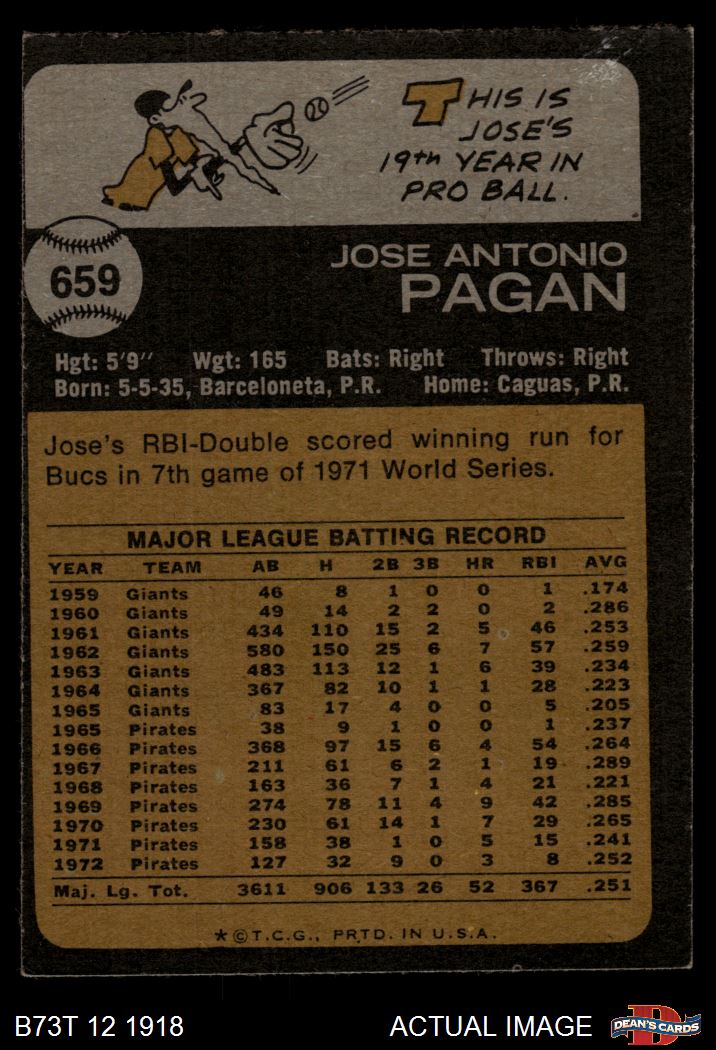 THIS IS
JOSE'S
19th YEAR IN
PRO BALL.
659
JOSE ANTONIO
PAGAN
Hgt: 5'9" Wgt: 165 Bats: Right Throws: Right
Born: 5-5-35, Barceloneta, P.R. Home: Caguas, P.R.
Jose's RBI-Double scored winning run for
Bucs in 7th game of 1971 World Series.
MAJOR LEAGUE BATTING RECORD
YEAR TEAM AB H 2B 3B HR RBI AVG
1959 Giants 46 8 1 0 0 1 .174
1960 Giants 49 14 2 2 0 2 .286
1961 Giants 434 110 15 2 5 46 .253
1962 Giants 580 150 25 6 7 57 .259
1963 Giants 483 113 12 1 6 39 .234
1964 Giants 367 82 10 1 1 28 .223
1965 Giants 83 17 4 0 0 5 .205
1965 Pirates 38 9 1 0 0 1 .237
1966 Pirates 368 97 15 6 4 54 .264
1967 Pirates 211 61 6 2 1 19 .289
1968 Pirates 163 36 7 1 4 21 .221
1969 Pirates 274 78 11 4 9 42 .285
1970 Pirates 230 61 14 1 7 29 .265
1971 Pirates 158 38 1 0 5 15 .241
1972 Pirates 127 32 9 0 3 8 .252
Maj. Lg. Tot. 3611 906 133 26 52 367 .251
*©T.C.G., PRTD. IN U.S.A.
B73T 12 1918 ACTUAL IMAGE
D
DEAN'S CARDS